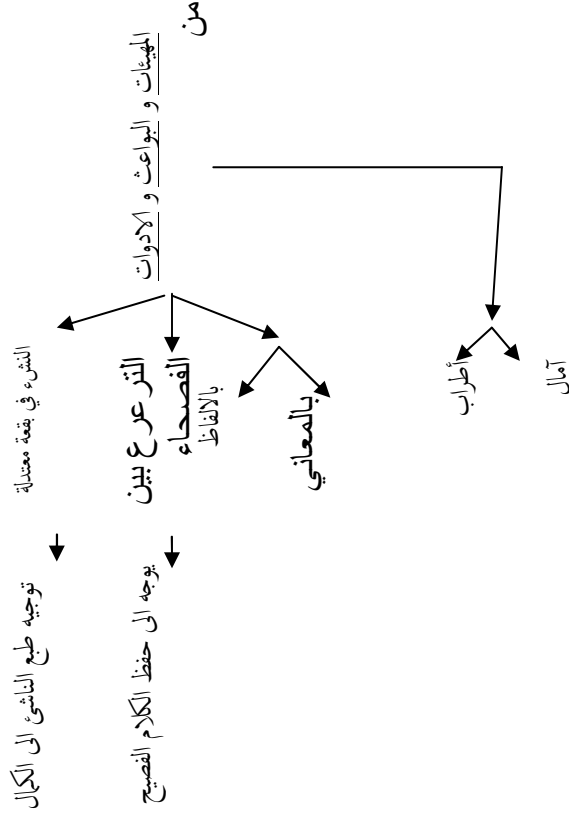 من
المهيئات و البواعث و الادوات
النشء في بقعة معتدلة
الترعرع بين
الفصحاء
بالالفاظ
بالمعاني
أطراب
آمال
توجيه طبع الناشئ الى الكمال
يوجه الى حفظ الكلام الفصيح